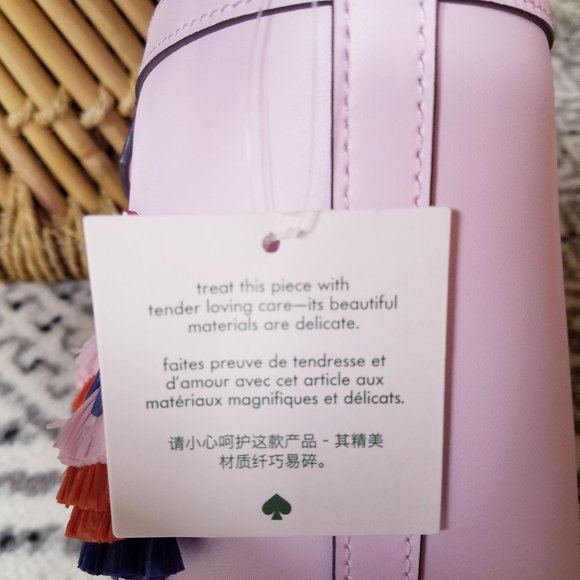 treat this piece with
tender loving care—its beautiful
materials are delicate.
faites preuve de tendresse et
d'amour avec cet article aux
matériaux magnifiques et délicats.
请小心呵护这款产品 - 其精美
材质纤巧易碎。